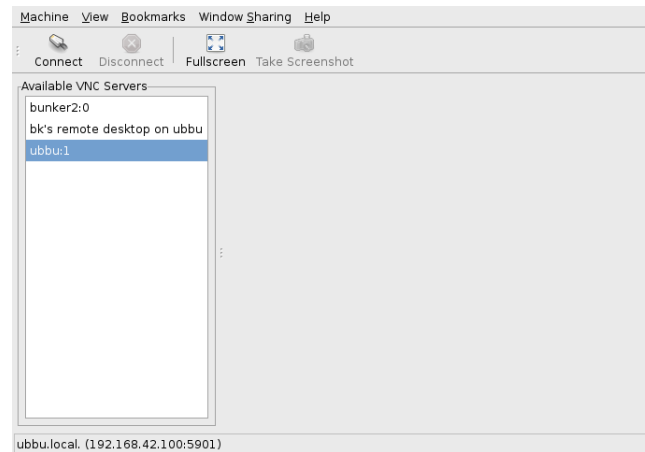 Machine View Bookmarks Window Sharing Help
Connect Disconnect Fullscreen Take Screenshot
Available VNC Servers
bunker2:0
bk's remote desktop on ubbu
ubbu:1
ubbu.local. (192.168.42.100:5901)